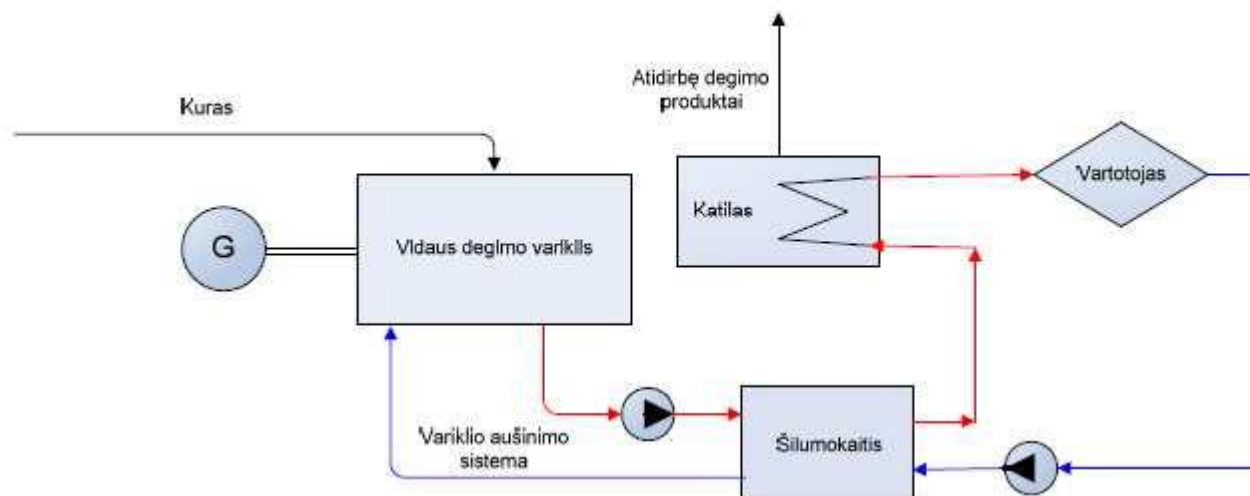 Atidirbę degimo
produktai
Kuras
Vartotojas
Katilas
G
Vidaus degimo variklis
Variklio aušinimo
sistema
Šilumokaitis